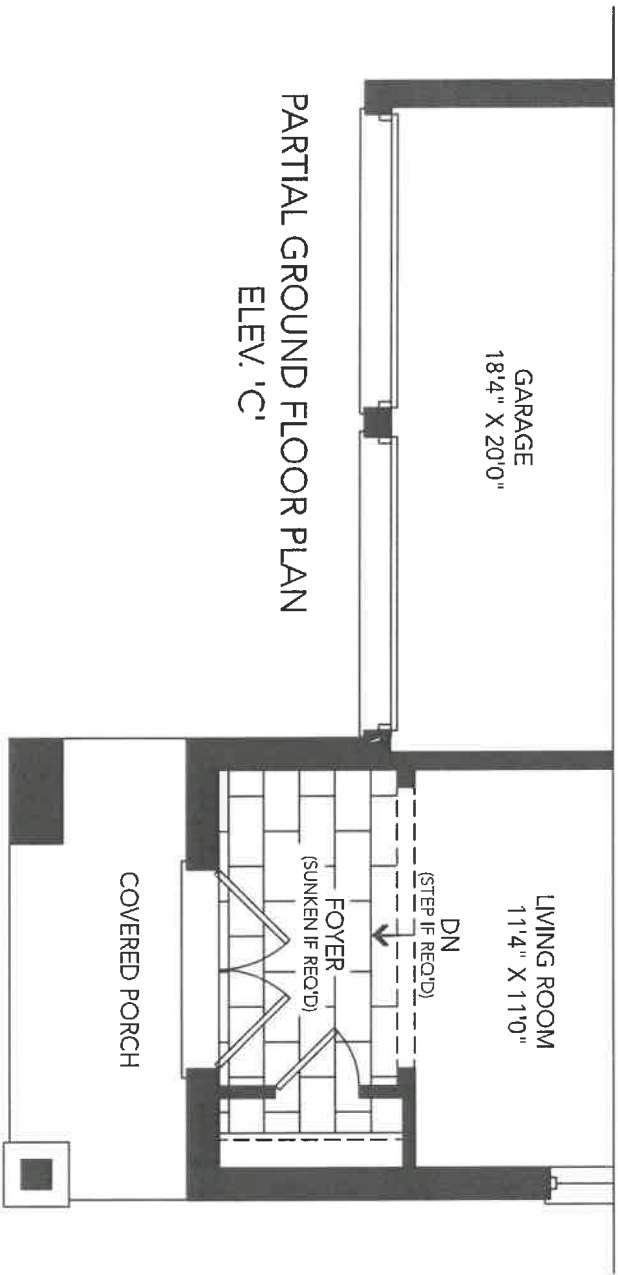 GARAGE
18'4" X 20'0"
LIVING ROOM
11'4" X 11'0"
DN
(STEP IF REQ'D)
FOYER
(SUNKEN IF REQ'D)
COVERED PORCH
PARTIAL GROUND FLOOR PLAN
ELEV. 'C'